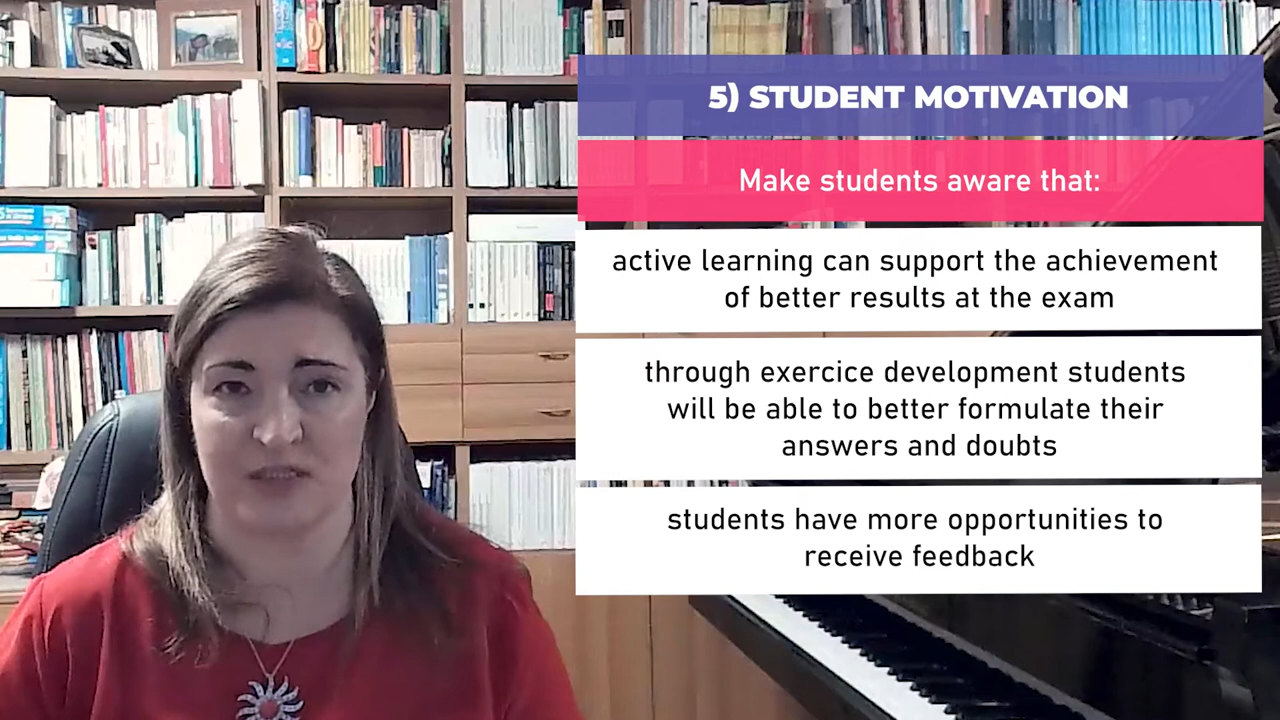 5) STUDENT MOTIVATION
Make students aware that:
active learning can support the achievement
of better results at the exam
through exercice development students
will be able to better formulate their
answers and doubts
students have more opportunities to
receive feedback